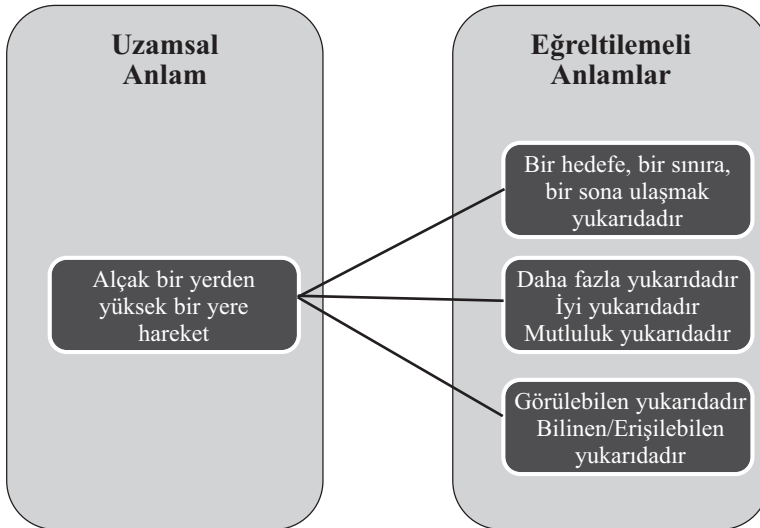 Uzamsal
Anlam
Alçak bir yerden
yüksek bir yere
hareket
Eğreltilemeli
Anlamlar
Bir hedefe, bir sınıra,
bir sona ulaşmak
yukarıdadır
Daha fazla yukarıdadır
İyi yukarıdadır
Mutluluk yukarıdadır
Görülebilen yukarıdadır
Bilinen/Erişilebilen
yukarıdadır